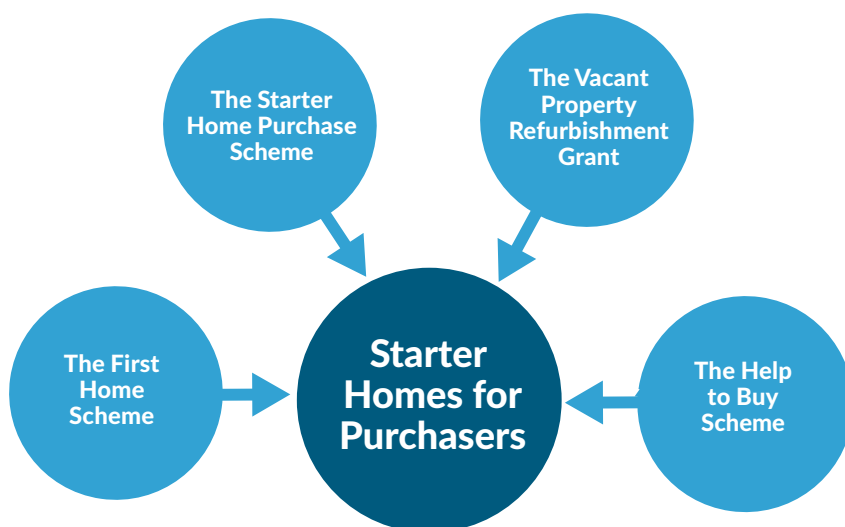 The Starter
Home Purchase
Scheme
The Vacant
Property
Refurbishment
Grant
The First
Home
Scheme
Starter
Homes for
Purchasers
The Help
to Buy
Scheme